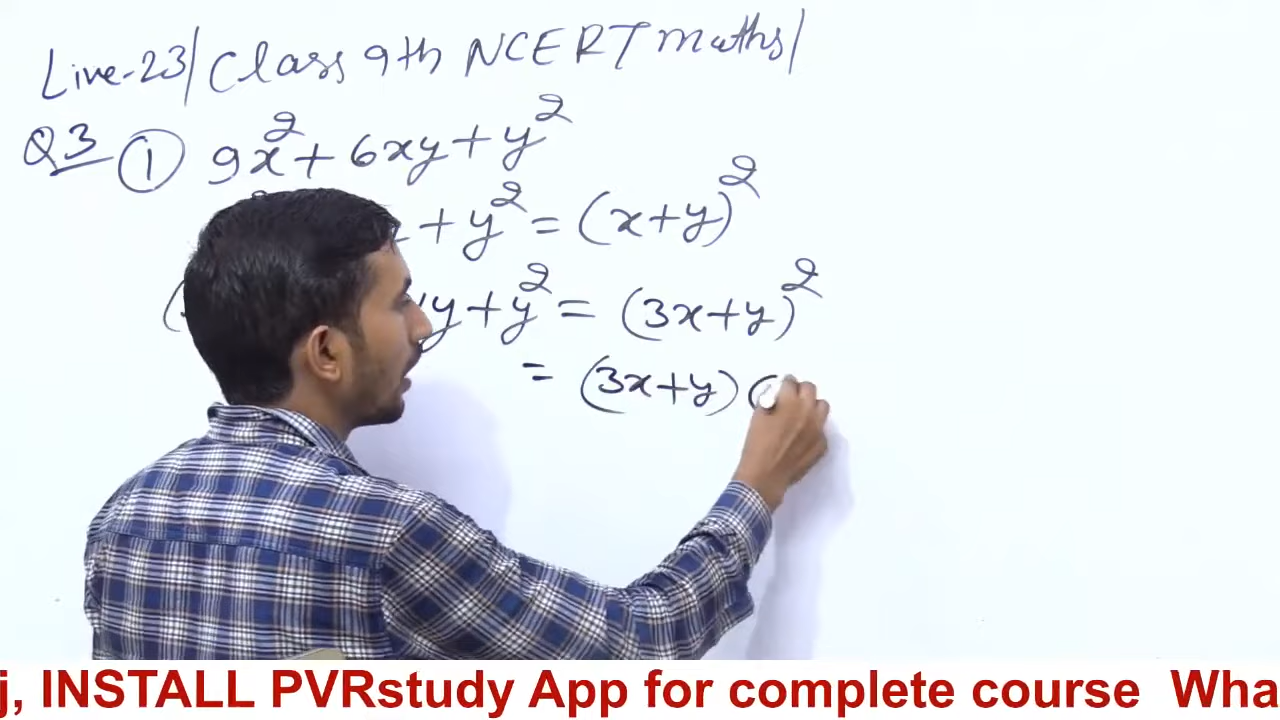 Live-23/Class 9th NCERT maths/
Q3 ① 9x² + 6xy + y²
+ y² = (x+y)²
y + y² = (3x+y)²
= (3x+y) (
j, INSTALL PVRstudy App for complete course Wha